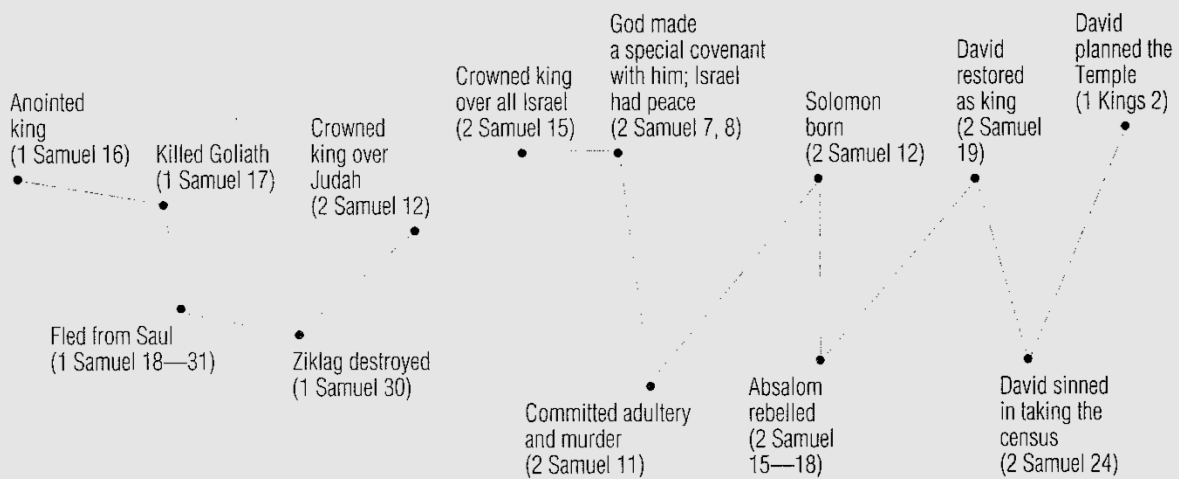 Anointed
king
(1 Samuel 16)
Killed Goliath
(1 Samuel 17)
Fled from Saul
(1 Samuel 18—31)
Ziklag destroyed
(1 Samuel 30)
Crowned
king over
Judah
(2 Samuel 12)
Crowned king
over all Israel
(2 Samuel 15)
God made
a special covenant
with him; Israel
had peace
(2 Samuel 7, 8)
Committed adultery
and murder
(2 Samuel 11)
Solomon
born
(2 Samuel 12)
Absalom
rebelled
(2 Samuel
15—18)
David
restored
as king
(2 Samuel
19)
David sinned
in taking the
census
(2 Samuel 24)
David
planned the
Temple
(1 Kings 2)